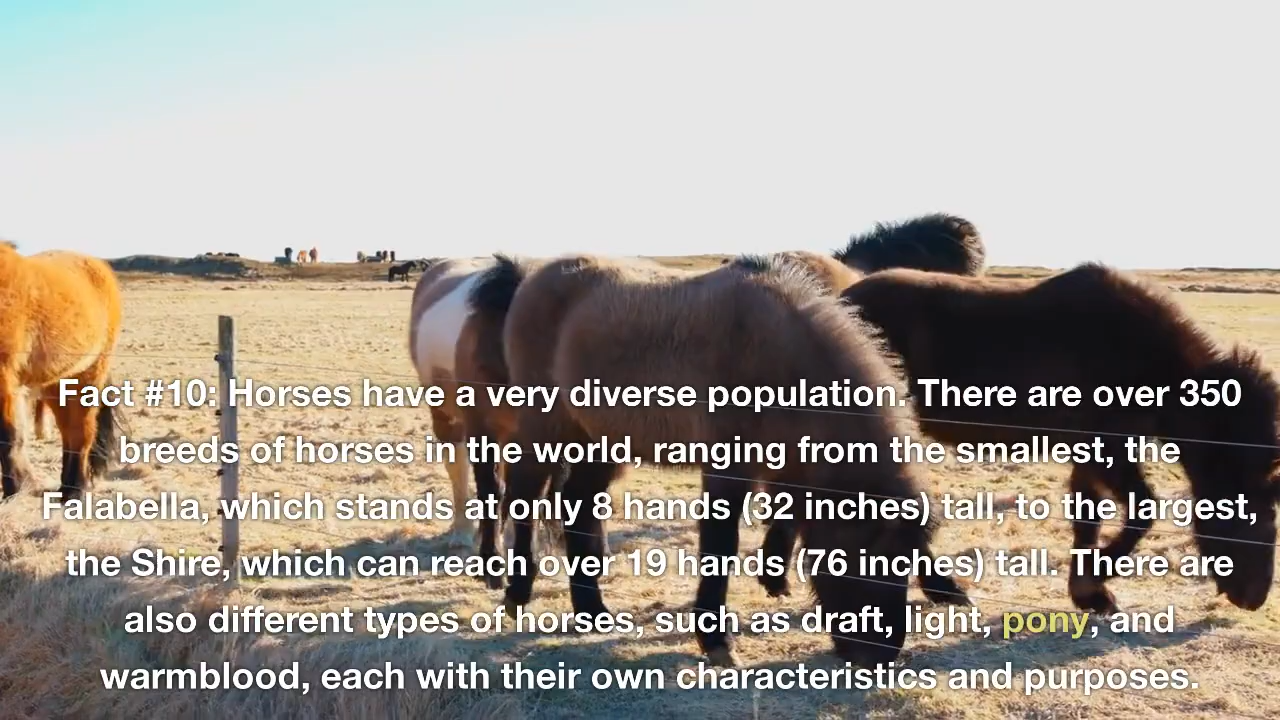 Fact #10: Horses have a very diverse population. There are over 350
breeds of horses in the world, ranging from the smallest, the
Falabella, which stands at only 8 hands (32 inches) tall, to the largest,
the Shire, which can reach over 19 hands (76 inches) tall. There are
also different types of horses, such as draft, light, pony, and
warmblood, each with their own characteristics and purposes.